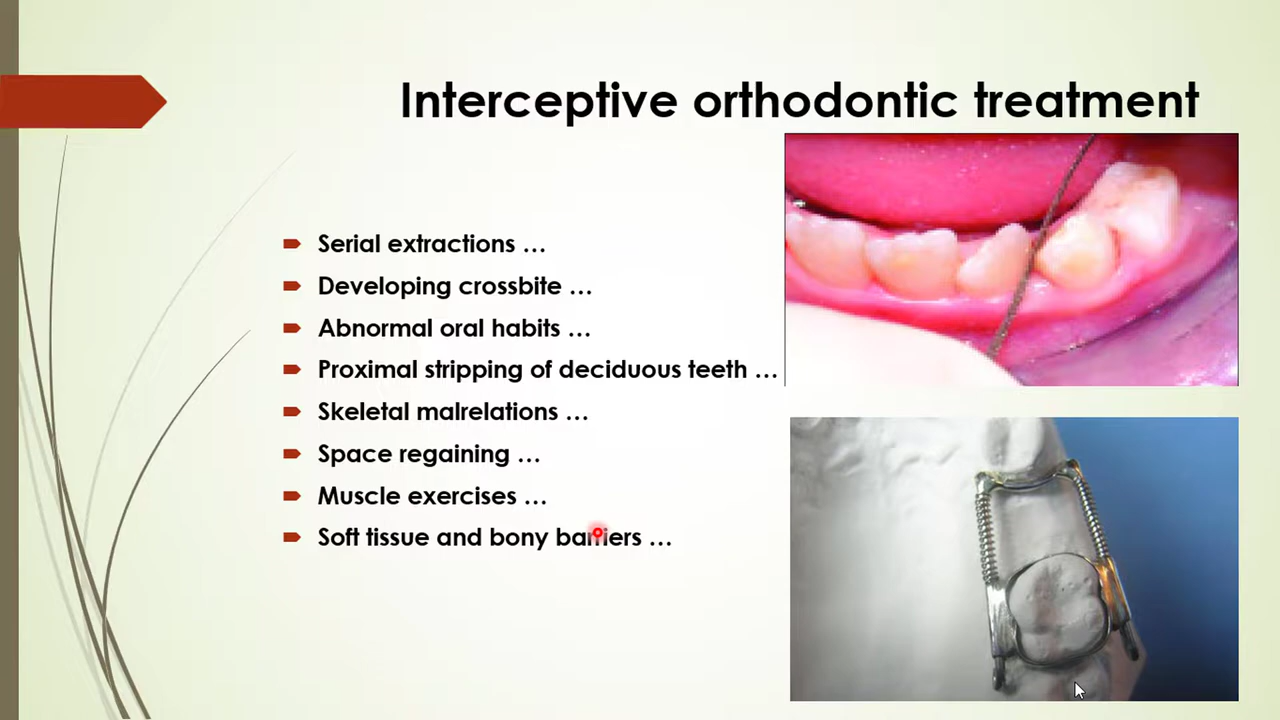 Interceptive orthodontic treatment
Serial extractions …
Developing crossbite …
Abnormal oral habits …
Proximal stripping of deciduous teeth …
Skeletal malrelations …
Space regaining …
Muscle exercises …
Soft tissue and bony barriers …